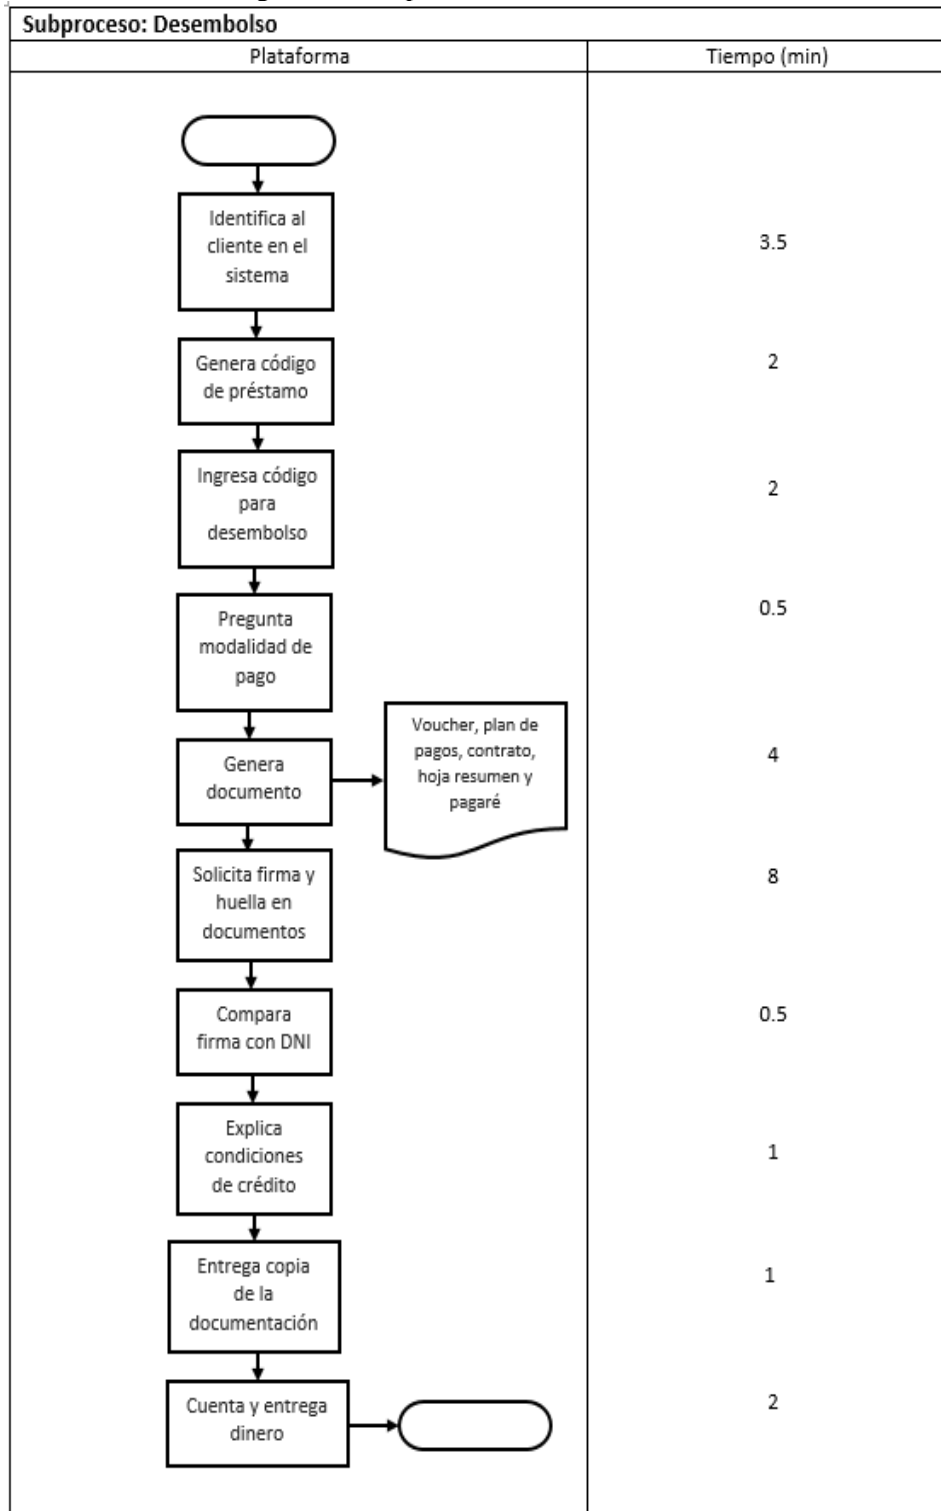 Subproceso: Desembolso
Plataforma
Tiempo (min)
Identifica al
cliente en el
sistema
3.5
Genera código
de préstamo
2
Ingresa código
para
desembolso
2
Pregunta
modalidad de
pago
0.5
Genera
documento
Voucher, plan de
pagos, contrato,
hoja resumen y
pagaré
4
Solicita firma y
huella en
documentos
8
Compara
firma con DNI
0.5
Explica
condiciones
de crédito
1
Entrega copia
de la
documentación
1
Cuenta y entrega
dinero
2